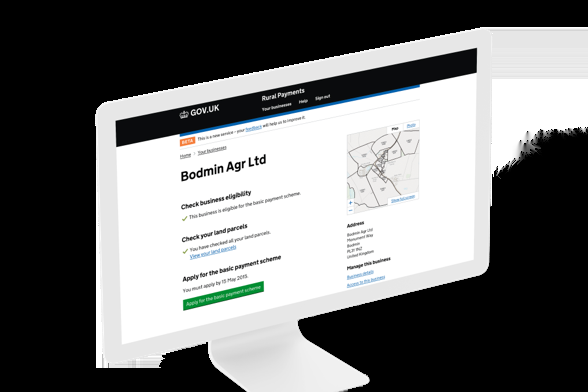 GOV.UK
Rural Payments
Your businesses Help Sign out
BETA This is a new service – your feedback will help us to improve it.
Home Your businesses
Bodmin Agr Ltd
Check business eligibility
✓ This business is eligible for the basic payment scheme.
Check your land parcels
✓ You have checked all your land parcels.
View your land parcels
Apply for the basic payment scheme
You must apply by 15 May 2015.
Apply for the basic payment scheme
Map Photo
+
-
Show full screen
Address
Bodmin Agr Ltd
Monument Way
Bodmin
United Kingdom
Manage this business
Business details
Access to this business